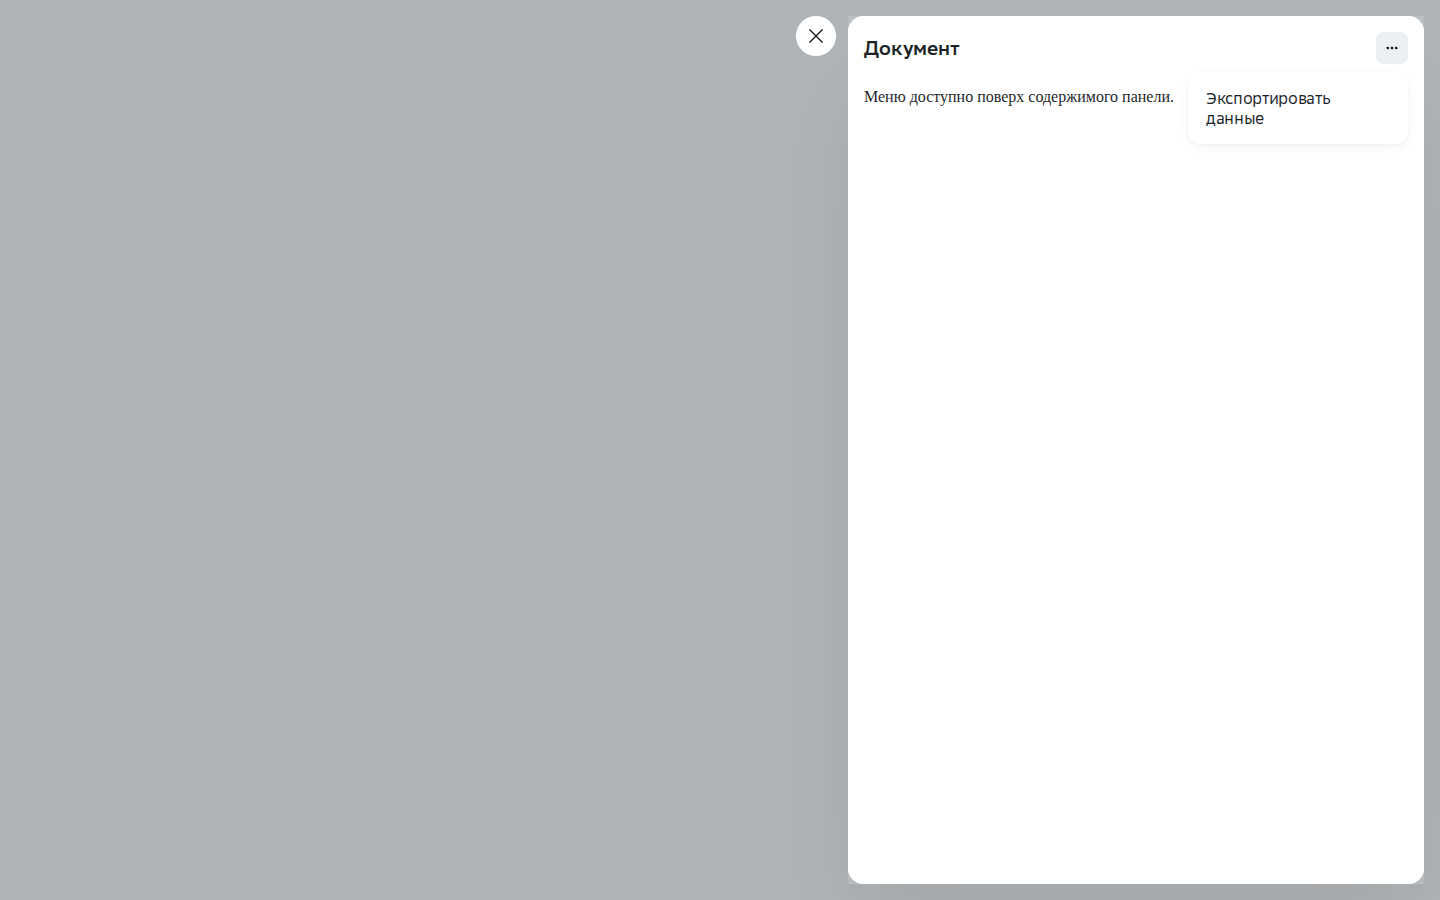 Документ
Меню доступно поверх содержимого панели.
Экспортировать
данные